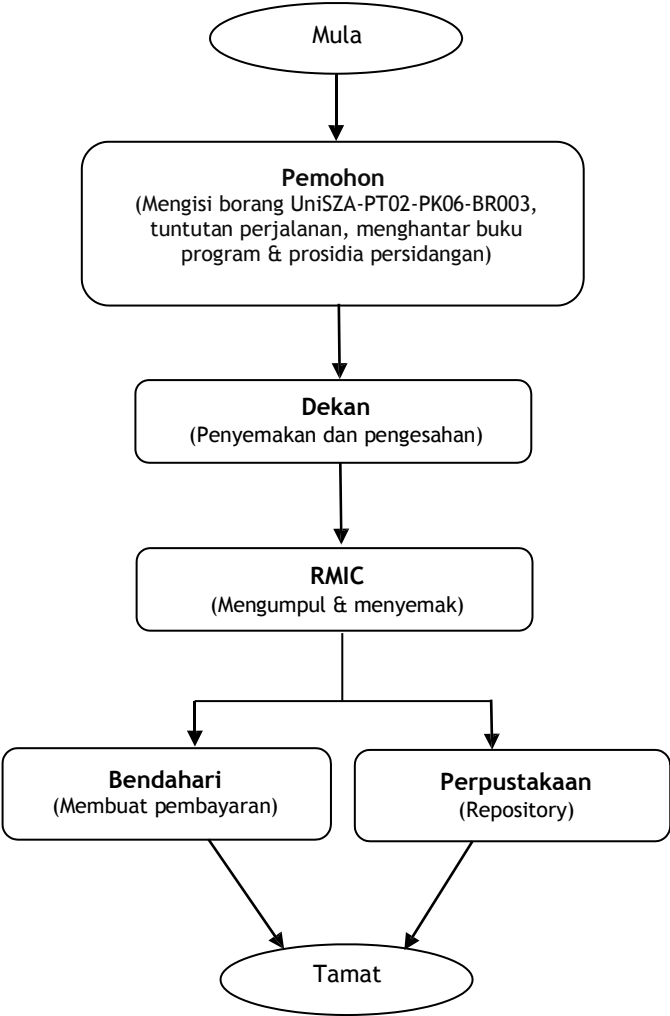 Mula
Pemohon
(Mengisi borang UniSZA-PT02-PK06-BR003,
tuntutan perjalanan, menghantar buku
program & prosidia persidangan)
Dekan
(Penyemakan dan pengesahan)
RMIC
(Mengumpul & menyemak)
Bendahari
(Membuat pembayaran)
Perpustakaan
(Repository)
Tamat